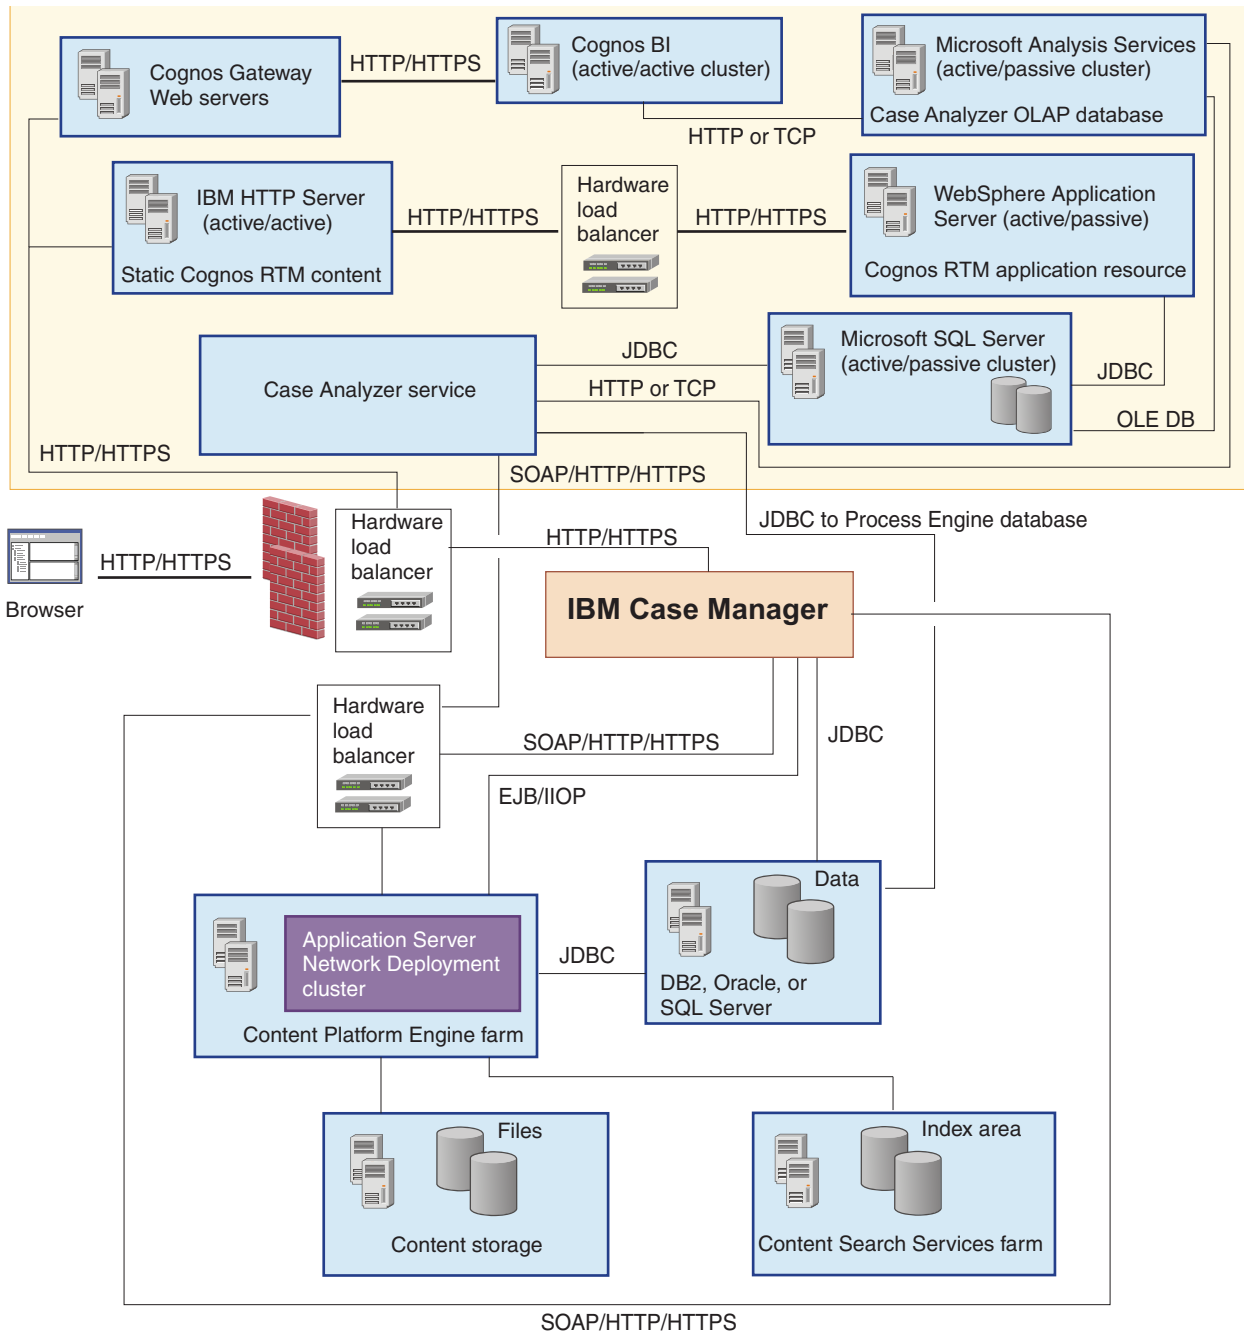 Cognos Gateway
Web servers
HTTP/HTTPS
Cognos BI
(active/active cluster)
Microsoft Analysis Services
(active/passive cluster)
Case Analyzer OLAP database
HTTP or TCP
IBM HTTP Server
(active/active)
Static Cognos RTM content
HTTP/HTTPS
Hardware
load
balancer
HTTP/HTTPS
WebSphere Application
Server (active/passive)
Cognos RTM application resource
Case Analyzer service
JDBC
HTTP or TCP
Microsoft SQL Server
(active/passive cluster)
JDBC
OLE DB
HTTP/HTTPS
SOAP/HTTP/HTTPS
JDBC to Process Engine database
Browser
HTTP/HTTPS
Hardware
load
balancer
HTTP/HTTPS
IBM Case Manager
Hardware
load
balancer
SOAP/HTTP/HTTPS
JDBC
EJB/IIOP
Application Server
Network Deployment
cluster
Content Platform Engine farm
JDBC
Data
DB2, Oracle, or
SQL Server
Files
Content storage
Index area
Content Search Services farm
SOAP/HTTP/HTTPS